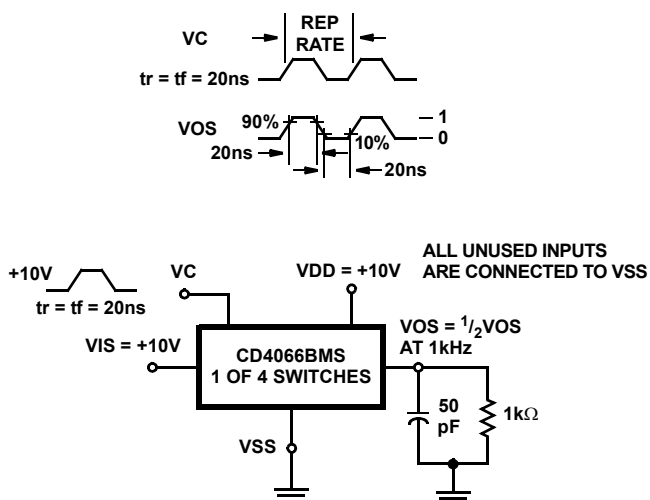 VC
REP
RATE
tr = tf = 20ns
VOS
90%
10%
1
0
20ns
20ns
+10V
tr = tf = 20ns
VC
VDD = +10V
ALL UNUSED INPUTS
ARE CONNECTED TO VSS
VIS = +10V
CD4066BMS
1 OF 4 SWITCHES
VOS = 1/2VOS
AT 1kHz
50
pF
1kΩ
VSS